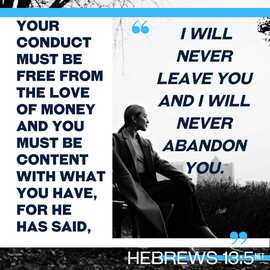 YOUR
CONDUCT
MUST BE
FREE FROM
THE LOVE
OF MONEY
AND YOU
MUST BE
CONTENT
WITH WHAT
YOU HAVE,
FOR HE
HAS SAID,
“
I WILL
NEVER
LEAVE YOU
AND I WILL
NEVER
ABANDON
YOU.
”
HEBREWS 13:5 NET